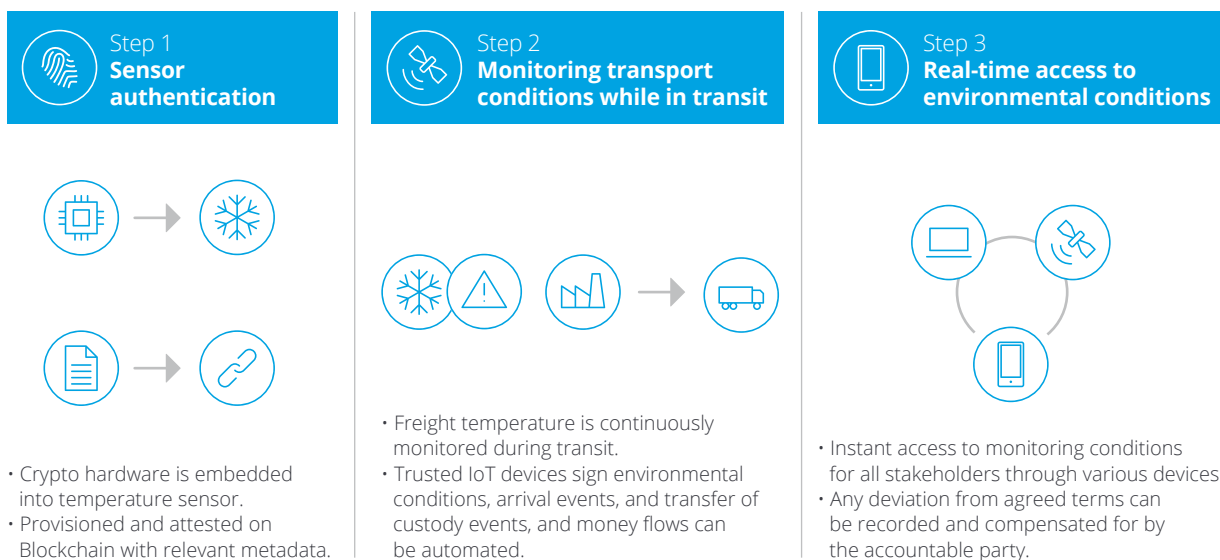 Step 1
Sensor
authentication
• Crypto hardware is embedded
into temperature sensor.
• Provisioned and attested on
Blockchain with relevant metadata.
Step 2
Monitoring transport
conditions while in transit
• Freight temperature is continuously
monitored during transit.
• Trusted IoT devices sign environmental
conditions, arrival events, and transfer of
custody events, and money flows can
be automated.
Step 3
Real-time access to
environmental conditions
• Instant access to monitoring conditions
for all stakeholders through various devices
• Any deviation from agreed terms can
be recorded and compensated for by
the accountable party.